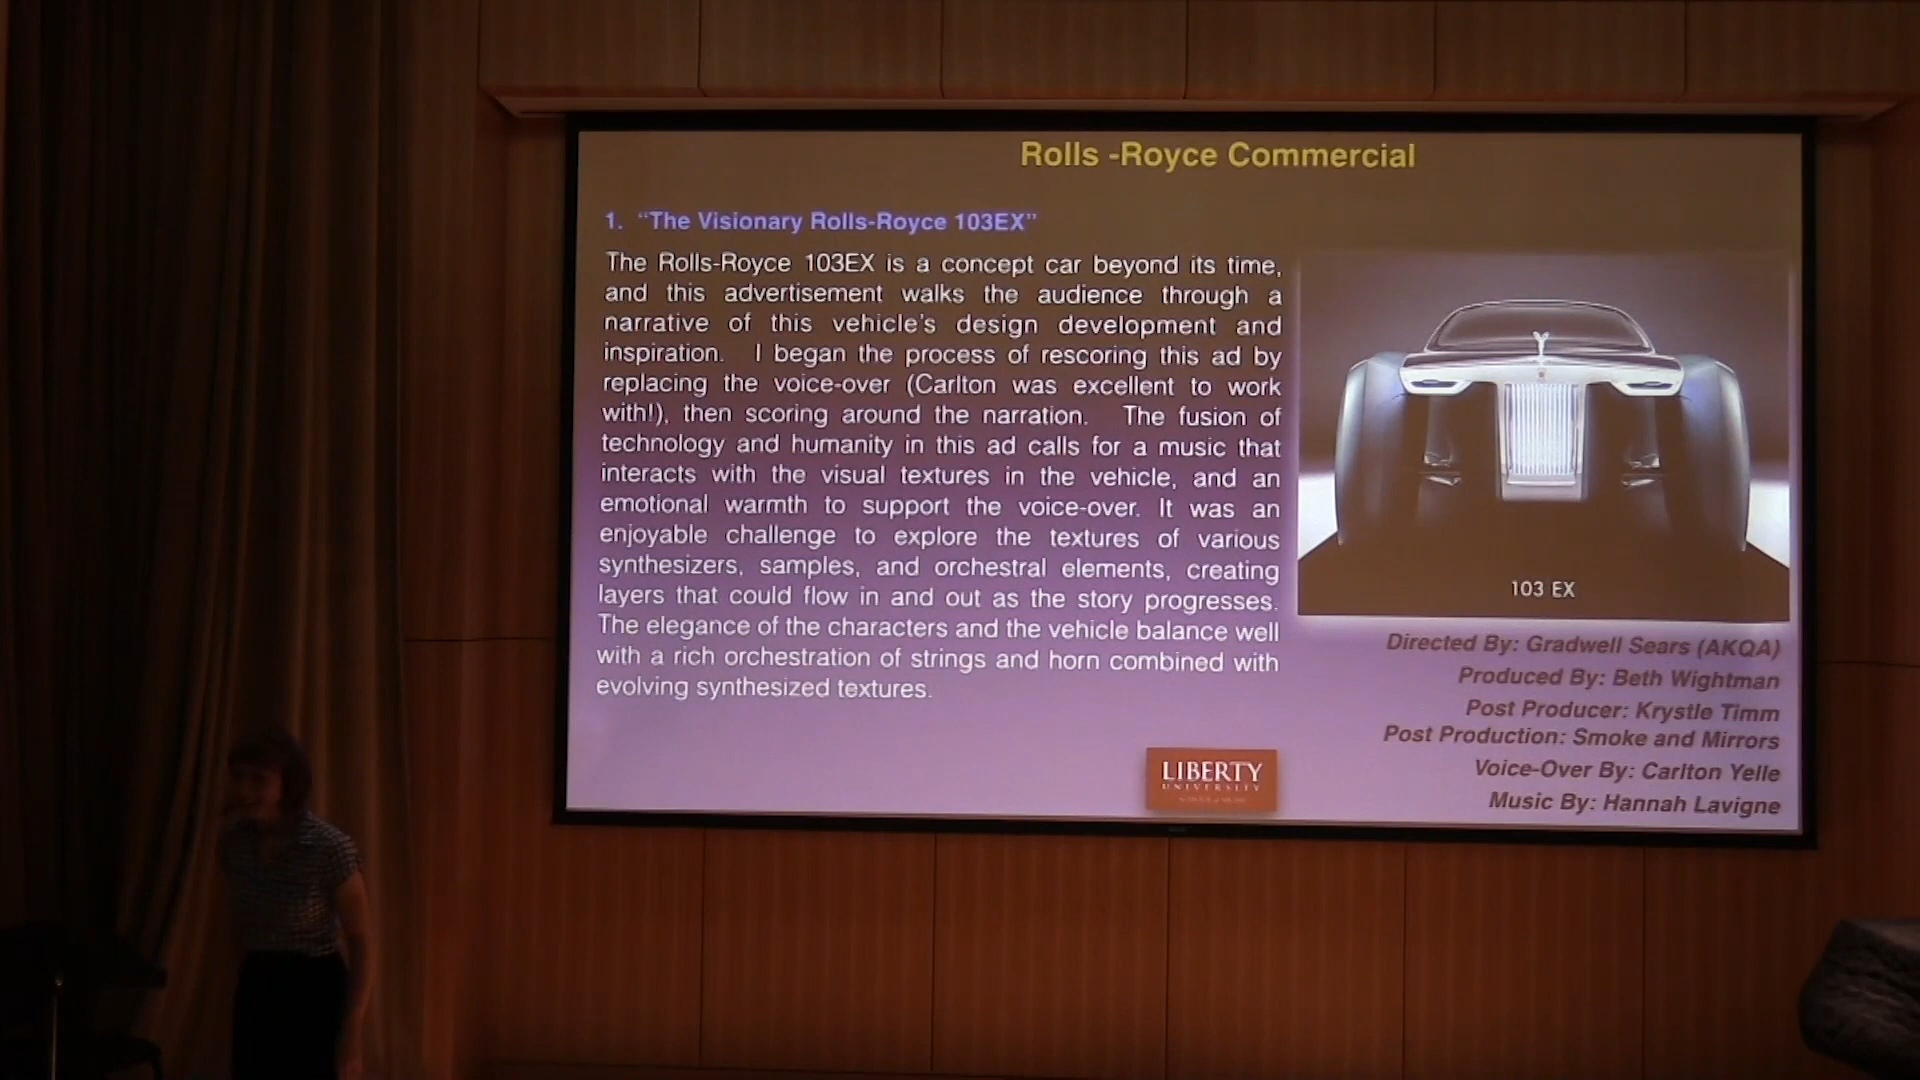 Rolls -Royce Commercial
1. “The Visionary Rolls-Royce 103EX”
The Rolls-Royce 103EX is a concept car beyond its time,
and this advertisement walks the audience through a
narrative of this vehicle's design development and
inspiration. I began the process of rescoring this ad by
replacing the voice-over (Carlton was excellent to work
with!), then scoring around the narration. The fusion of
technology and humanity in this ad calls for a music that
interacts with the visual textures in the vehicle, and an
emotional warmth to support the voice-over. It was an
enjoyable challenge to explore the textures of various
synthesizers, samples, and orchestral elements, creating
layers that could flow in and out as the story progresses.
The elegance of the characters and the vehicle balance well
with a rich orchestration of strings and horn combined with
evolving synthesized textures.
103 EX
Directed By: Gradwell Sears (AKQA)
Produced By: Beth Wightman
Post Producer: Krystle Timm
Post Production: Smoke and Mirrors
Voice-Over By: Carlton Yelle
Music By: Hannah Lavigne
LIBERTY
UNIVERSITY